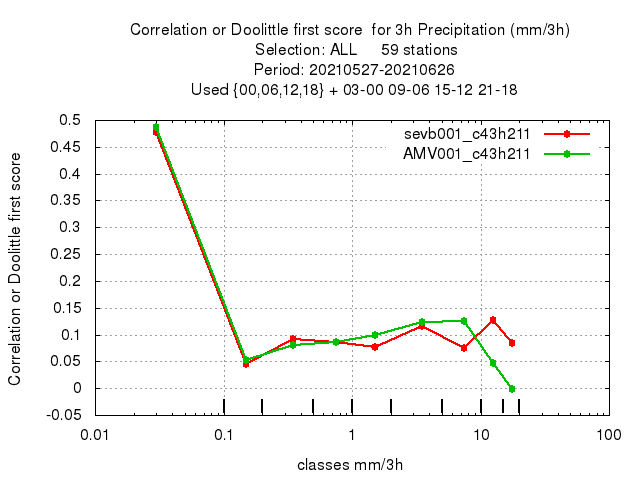 Correlation or Doolittle first score  for 3h Precipitation (mm/3h)
Selection: ALL     59 stations
Period: 20210527-20210626
Used {00,06,12,18} + 03-00 09-06 15-12 21-18
sevb001_c43h211
AMV001_c43h211
Correlation or Doolittle first score
0.5
0.45
0.4
0.35
0.3
0.25
0.2
0.15
0.1
0.05
0
-0.05
0.01 0.1 1 10 100
classes mm/3h